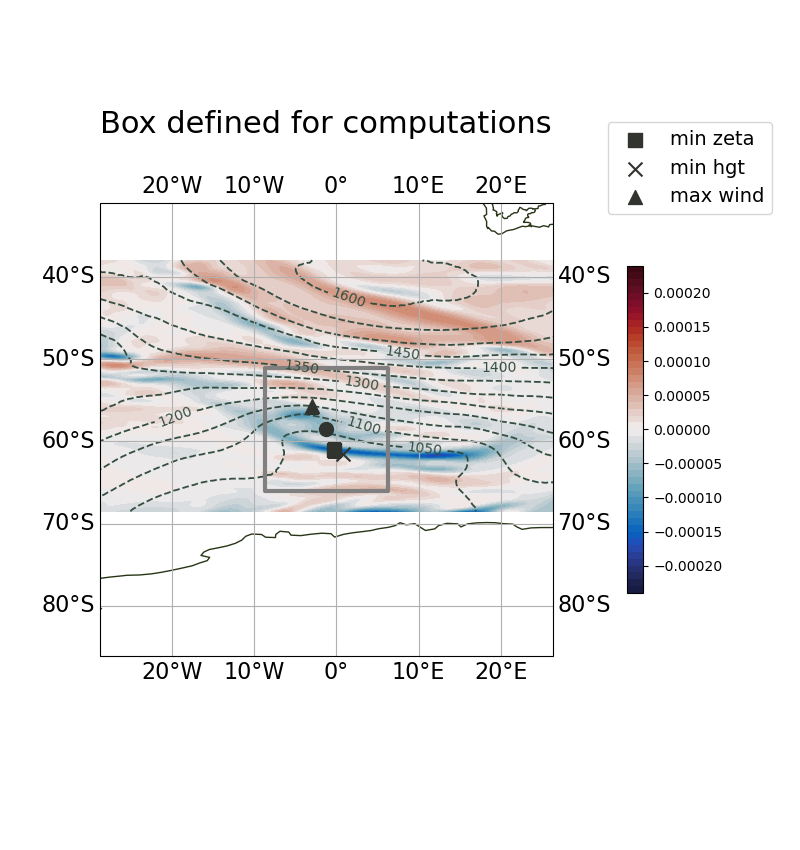 Box defined for computations
min zeta
min hgt
max wind
20°W 10°W 0° 10°E 20°E
40°S 40°S
50°S 50°S
60°S 60°S
70°S 70°S
80°S 80°S
20°W 10°W 0° 10°E 20°E
1600
1450
1350
1400
1300
1200
1100
1050
0.00020
0.00015
0.00010
0.00005
0.00000
−0.00005
−0.00010
−0.00015
−0.00020